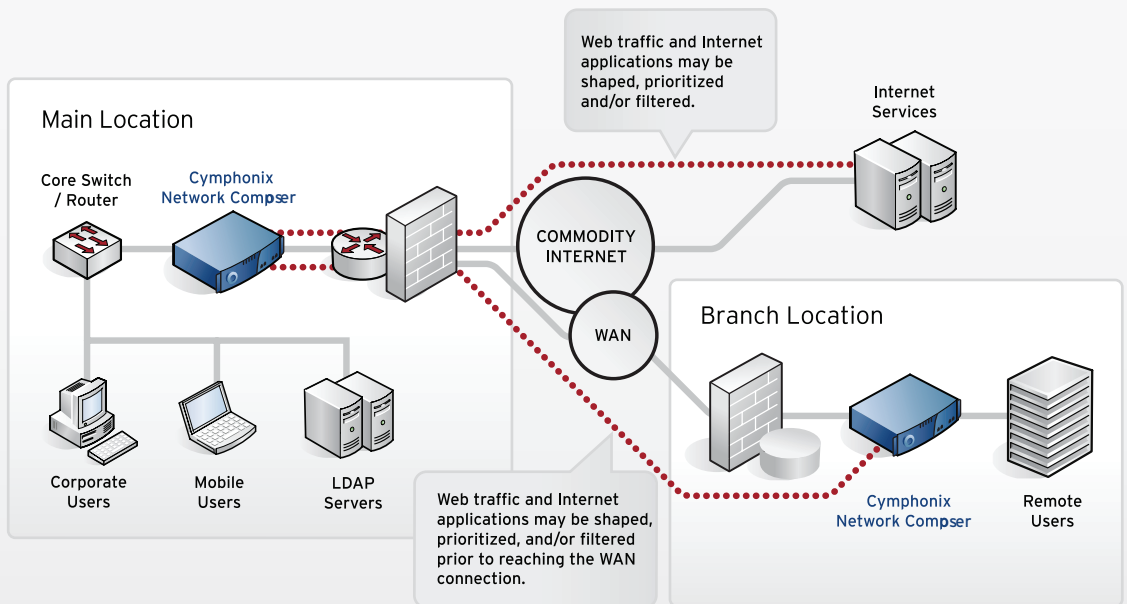 Web traffic and Internet
applications may be
shaped, prioritized
and/or filtered.
Internet
Services
Main Location
Core Switch
/ Router
Cymphonix
Network Compser
COMMODITY
INTERNET
WAN
Branch Location
Corporate
Users
Mobile
Users
LDAP
Servers
Web traffic and Internet
applications may be shaped,
prioritized, and/or filtered
prior to reaching the WAN
connection.
Cymphonix
Network Compser
Remote
Users